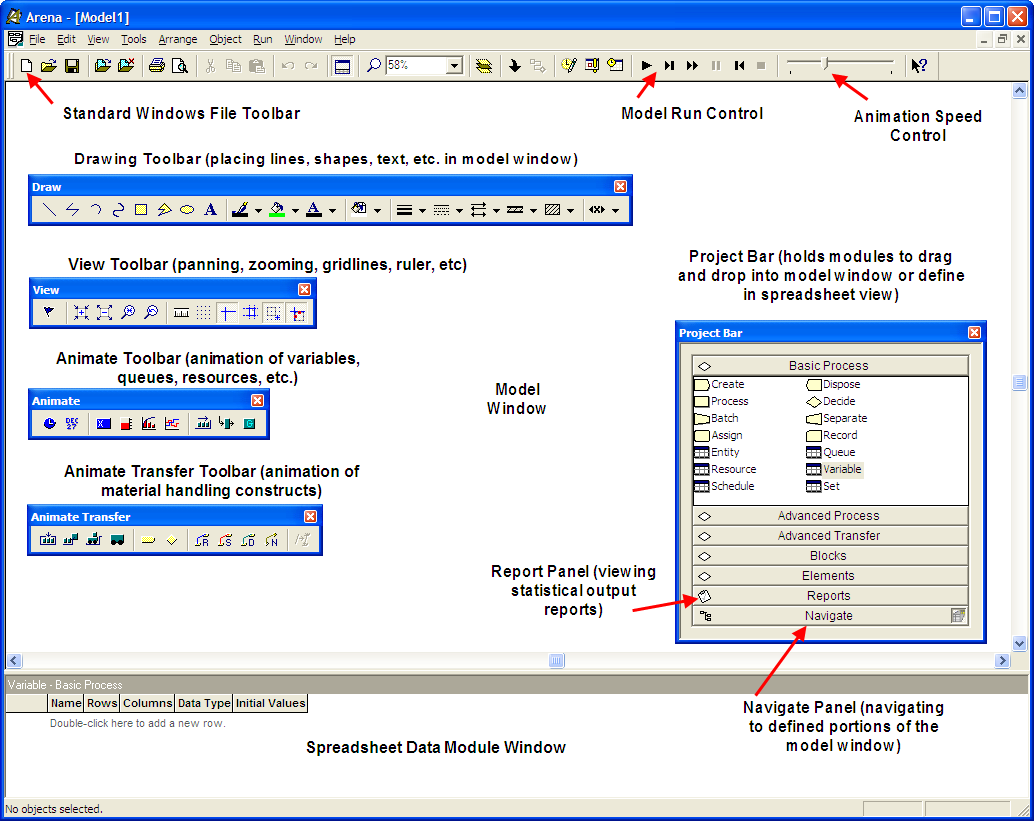 Arena - [Model1]
File Edit View Tools Arrange Object Run Window Help
58%
Standard Windows File Toolbar
Model Run Control
Animation Speed
Control
Drawing Toolbar (placing lines, shapes, text, etc. in model window)
Draw
A
A
View Toolbar (panning, zooming, gridlines, ruler, etc)
View
Project Bar (holds modules to drag
and drop into model window or define
in spreadsheet view)
Animate Toolbar (animation of variables,
queues, resources, etc.)
Animate
DEC
27
Model
Window
Animate Transfer Toolbar (animation of
material handling constructs)
Animate Transfer
Project Bar
Basic Process
Create Dispose
Process Decide
Batch Separate
Assign Record
Entity Queue
Resource Variable
Schedule Set
Advanced Process
Advanced Transfer
Blocks
Elements
Reports
Navigate
Report Panel (viewing
statistical output
reports)
Navigate Panel (navigating
to defined portions of the
model window)
Variable - Basic Process
Name Rows Columns Data Type Initial Values
Double-click here to add a new row.
Spreadsheet Data Module Window
No objects selected.